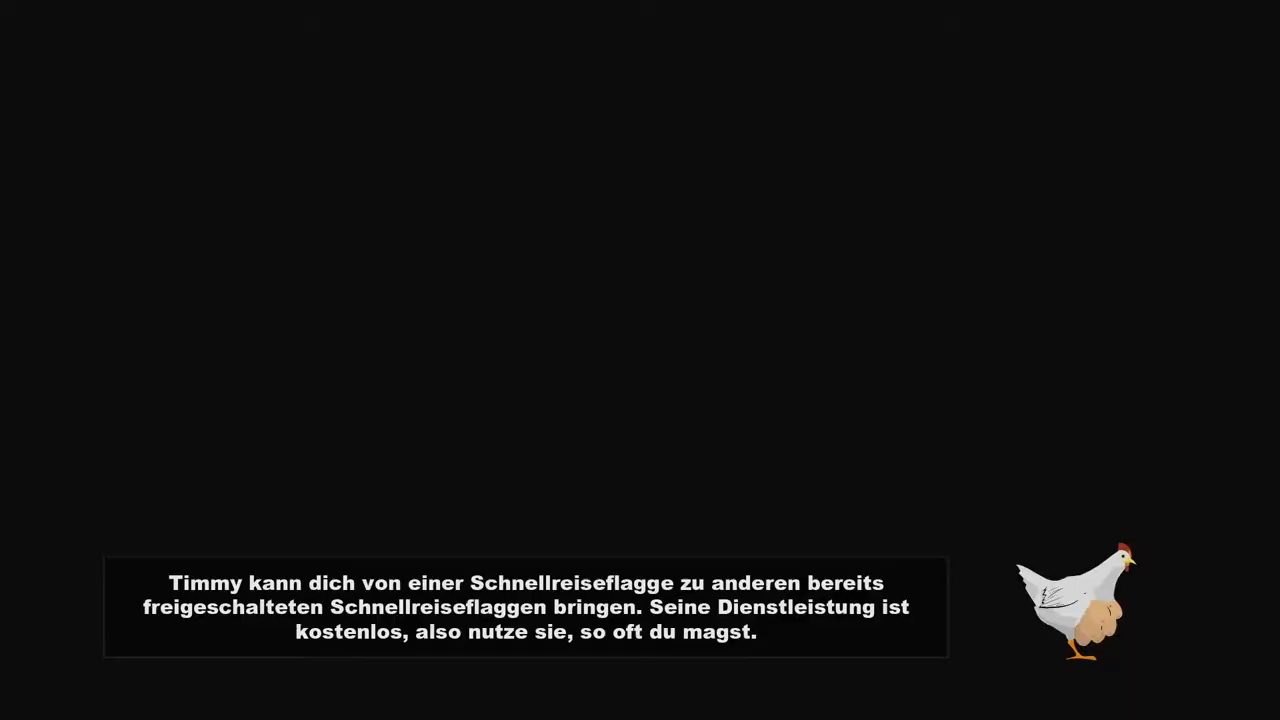 Timmy kann dich von einer Schnellreiseflagge zu anderen bereits
freigeschalteten Schnellreiseflaggen bringen. Seine Dienstleistung ist
kostenlos, also nutze sie, so oft du magst.